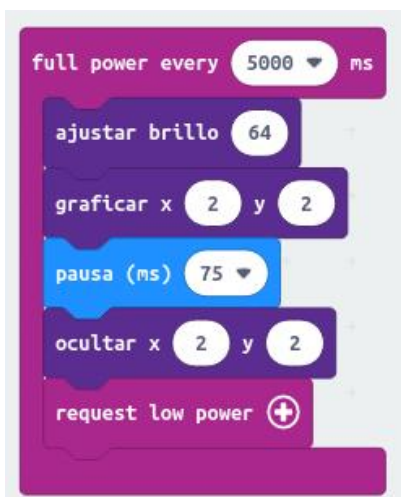 full power every 5000 ms
ajustar brillo 64
graficar x 2 y 2
pausa (ms) 75
ocultar x 2 y 2
request low power